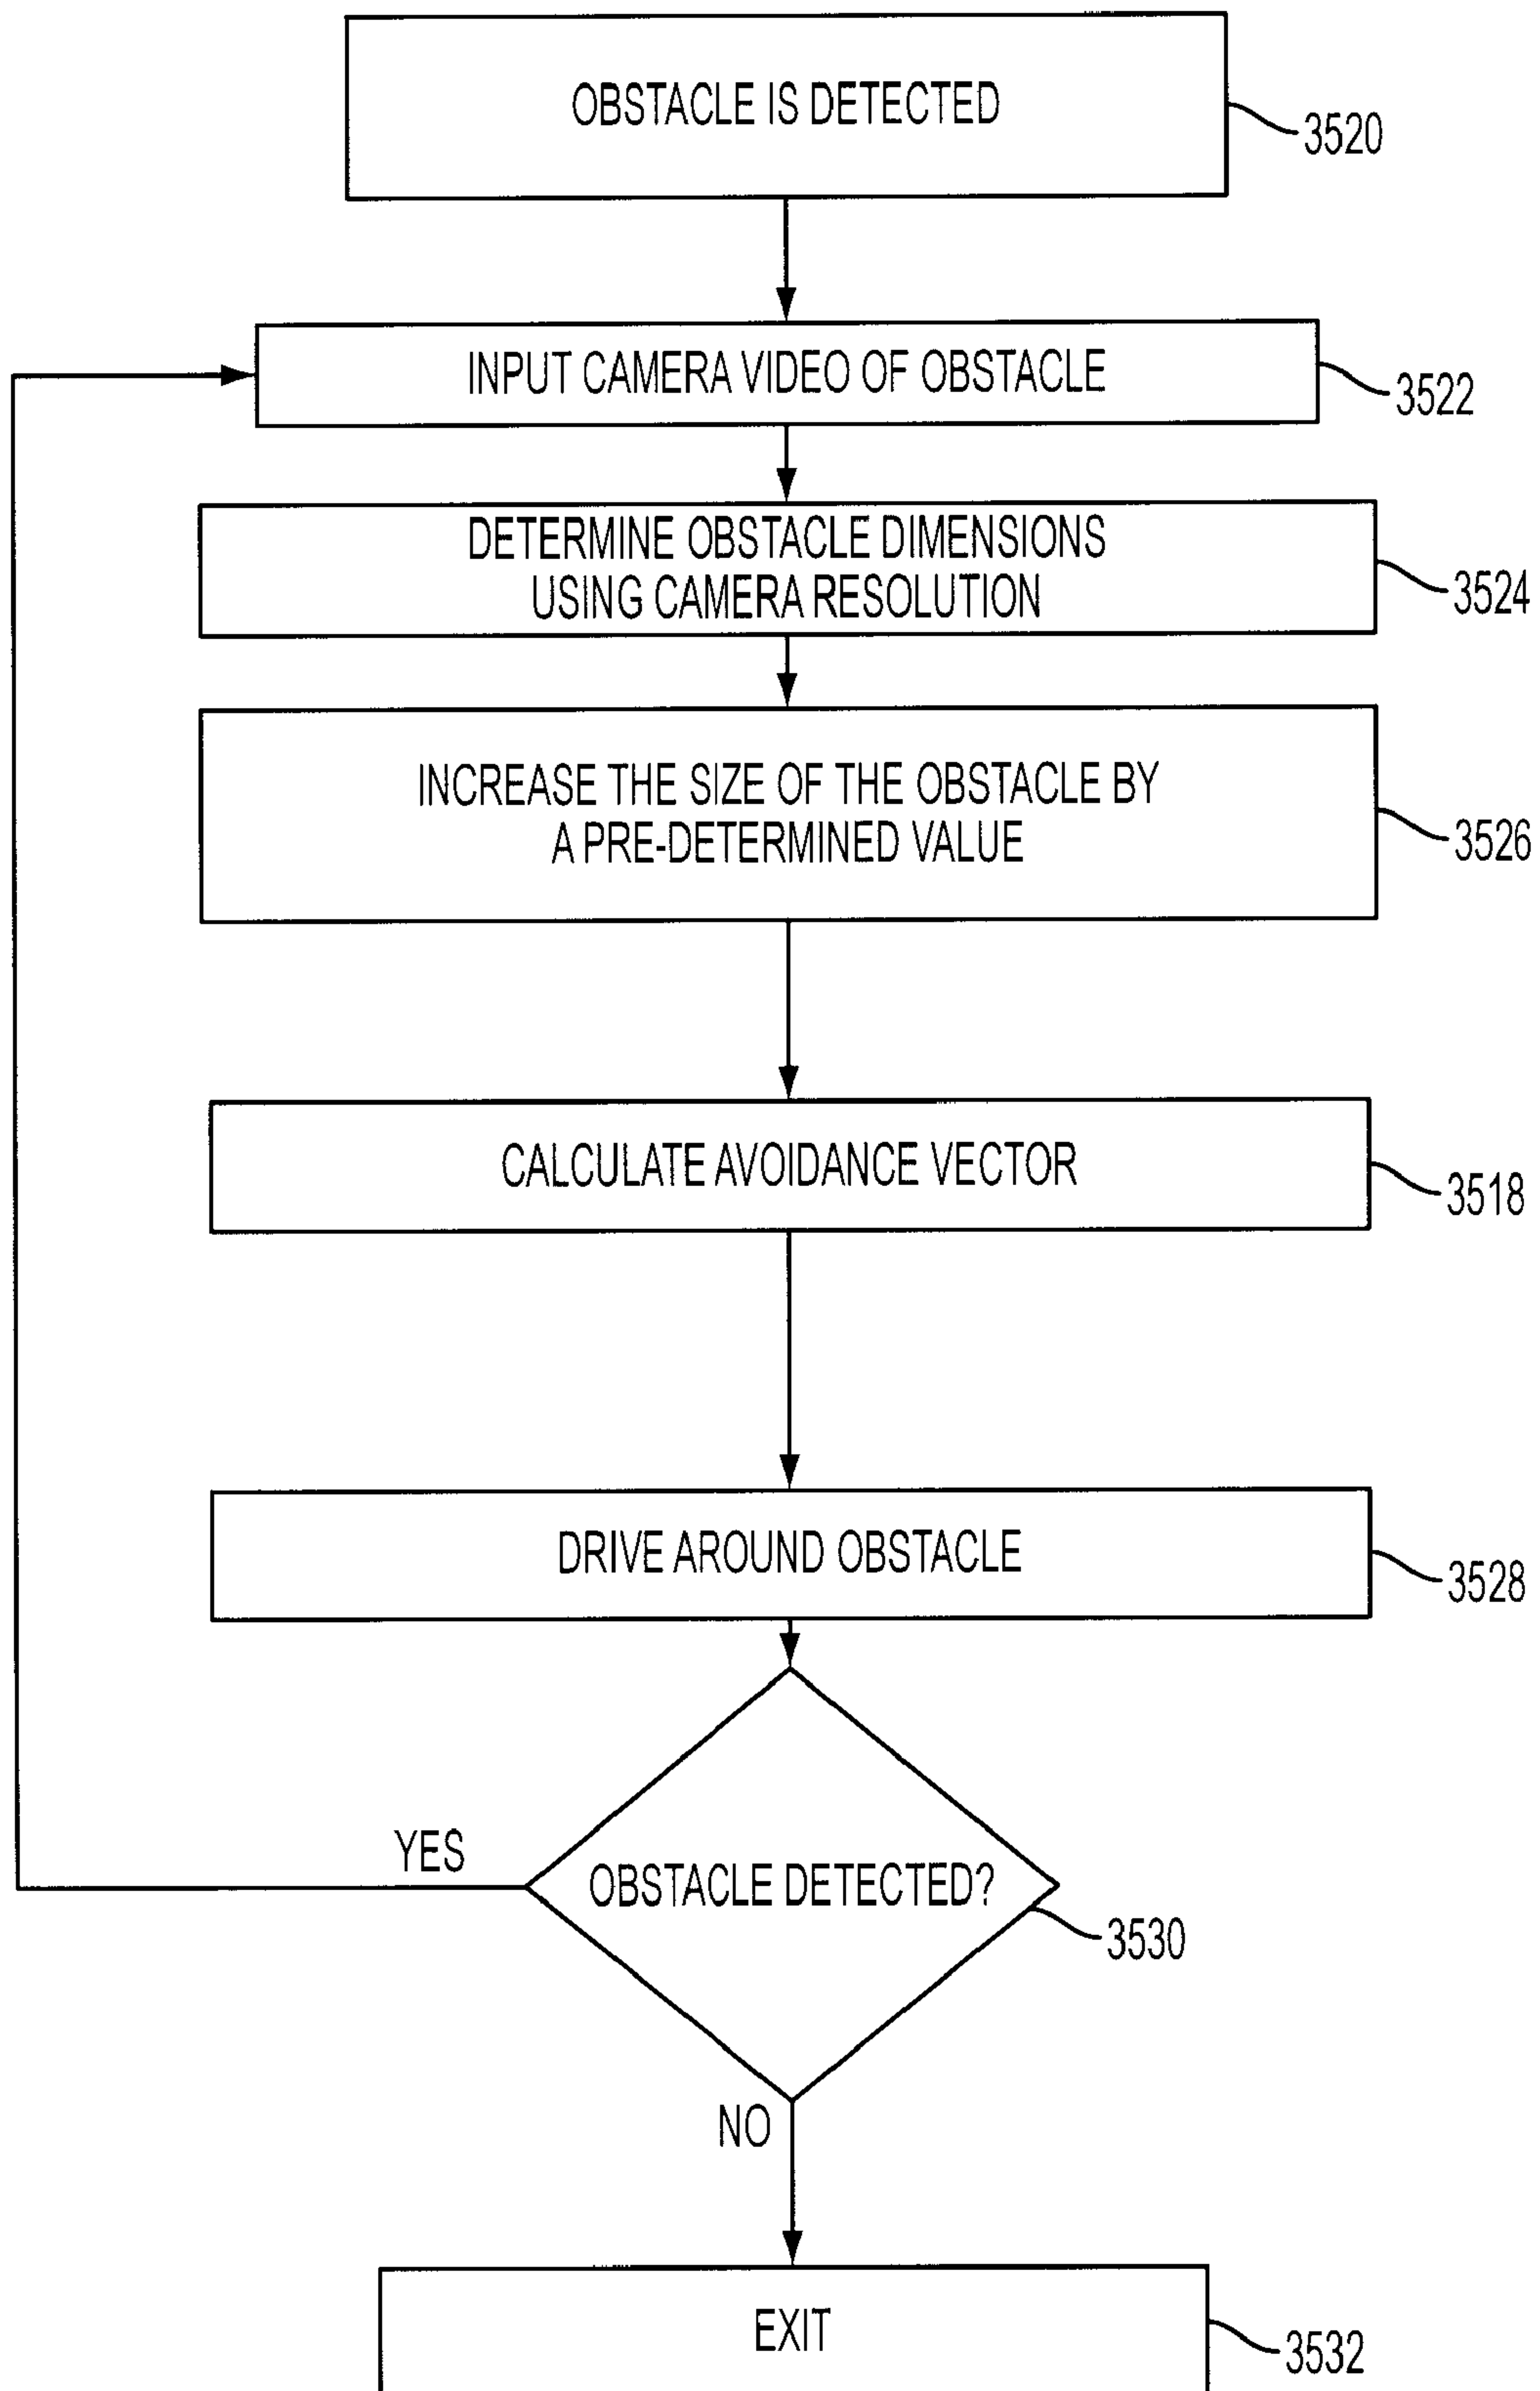 OBSTACLE IS DETECTED
3520
INPUT CAMERA VIDEO OF OBSTACLE
3522
DETERMINE OBSTACLE DIMENSIONS
USING CAMERA RESOLUTION
3524
INCREASE THE SIZE OF THE OBSTACLE BY
A PRE-DETERMINED VALUE
3526
CALCULATE AVOIDANCE VECTOR
3518
DRIVE AROUND OBSTACLE
3528
YES
OBSTACLE DETECTED?
3530
NO
EXIT
3532